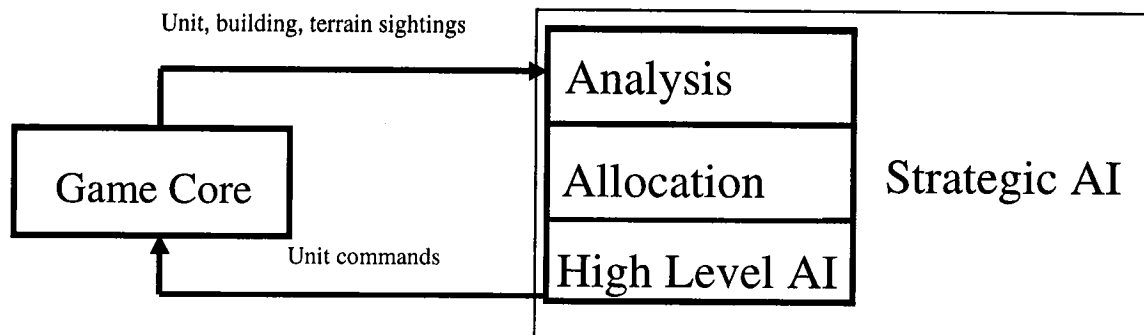 Unit, building, terrain sightings
Analysis
Game Core
Allocation
Strategic AI
Unit commands
High Level AI